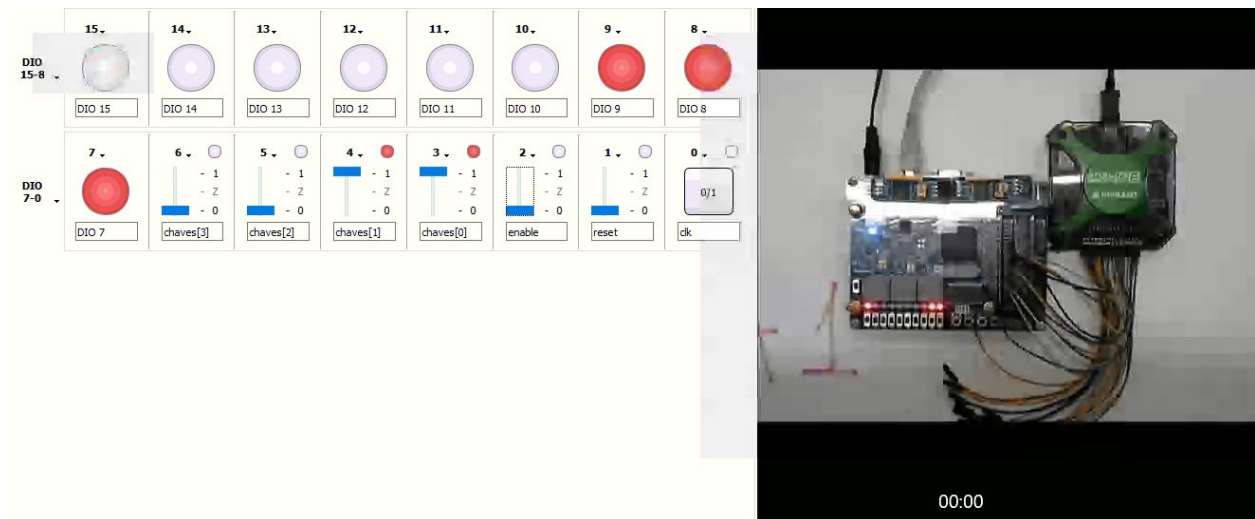 15 14 13 12 11 10 9 8
DIO 15-8
DIO 15 DIO 14 DIO 13 DIO 12 DIO 11 DIO 10 DIO 9 DIO 8
7 6 5 4 3 2 1 0
- 1 - 1 - 1 - 1 - 1 - 1
DIO 7-0
- Z - Z - Z - Z - Z - Z 0/1
- 0 - 0 - 0 - 0 - 0 - 0
DIO 7 chaves[3] chaves[2] chaves[1] chaves[0] enable reset clk
00:00